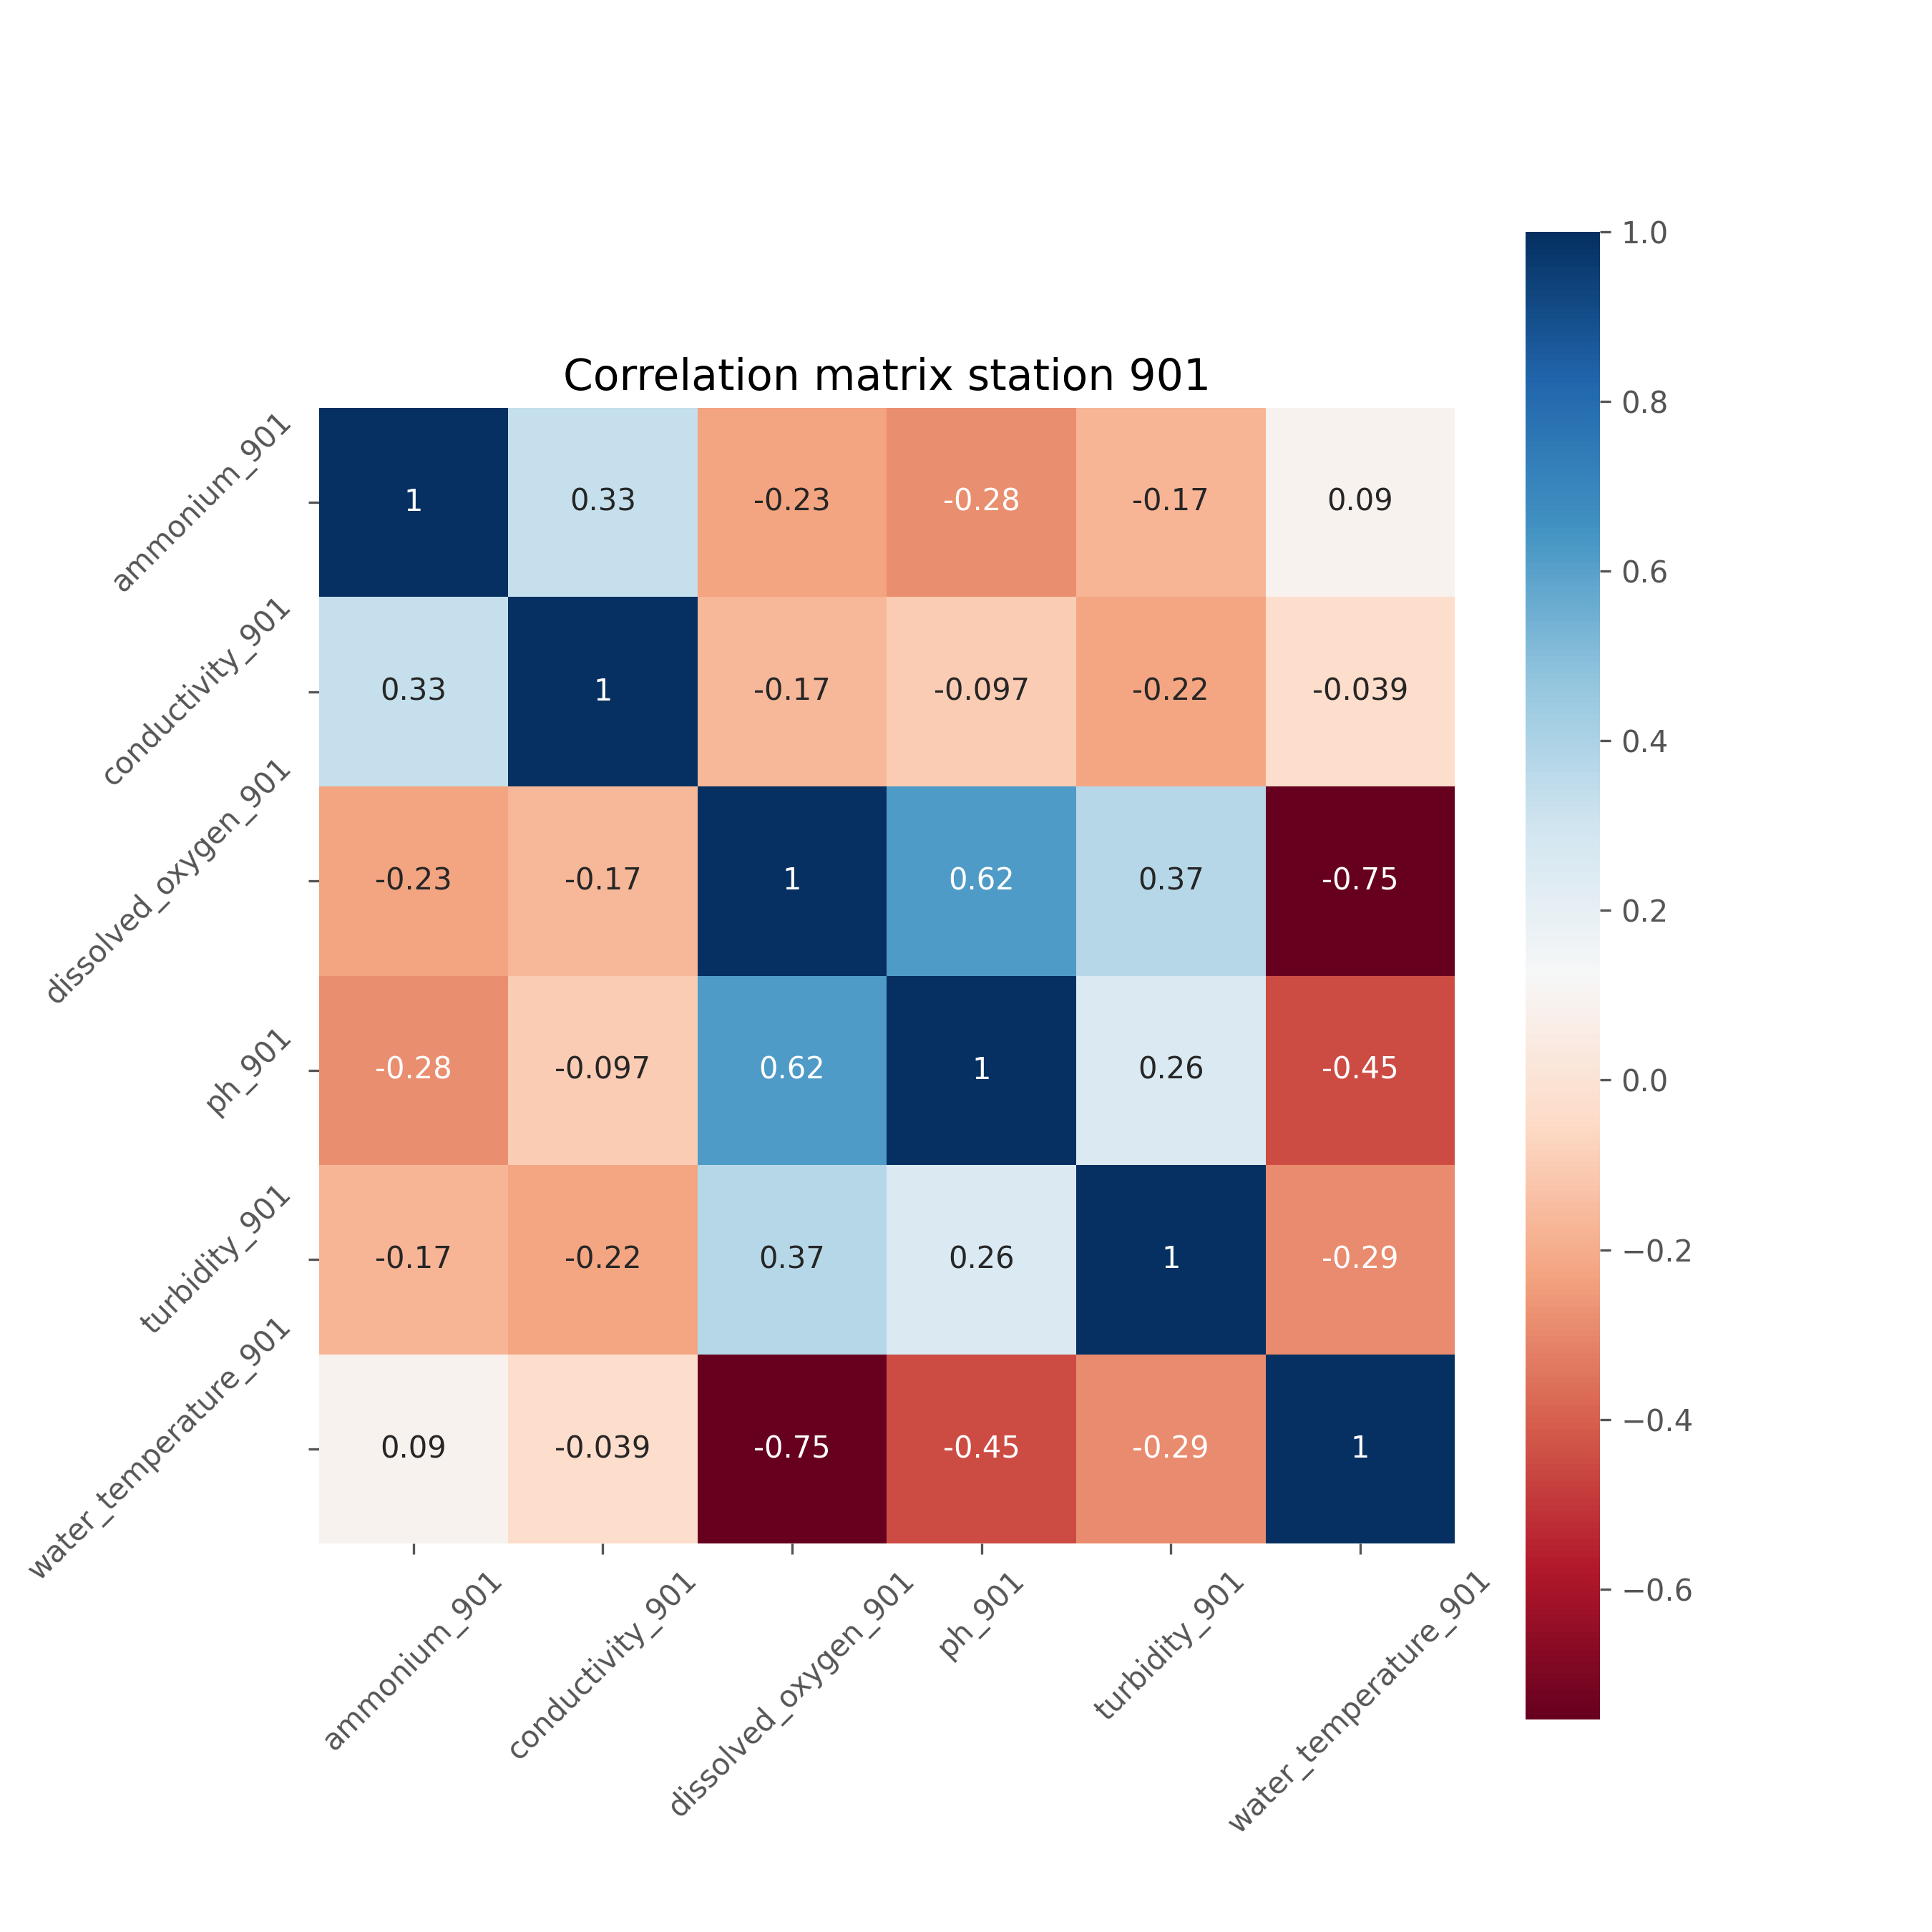 Correlation matrix station 901
ammonium_901 1 0.33 -0.23 -0.28 -0.17 0.09
conductivity_901 0.33 1 -0.17 -0.097 -0.22 -0.039
dissolved_oxygen_901 -0.23 -0.17 1 0.62 0.37 -0.75
ph_901 -0.28 -0.097 0.62 1 0.26 -0.45
turbidity_901 -0.17 -0.22 0.37 0.26 1 -0.29
water_temperature_901 0.09 -0.039 -0.75 -0.45 -0.29 1
ammonium_901 conductivity_901 dissolved_oxygen_901 ph_901 turbidity_901 water_temperature_901
1.0
0.8
0.6
0.4
0.2
0.0
−0.2
−0.4
−0.6